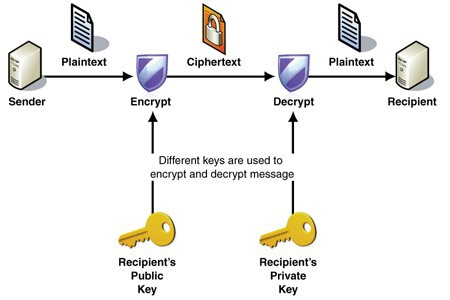 Plaintext
Ciphertext
Plaintext
Sender
Encrypt
Decrypt
Recipient
Different keys are used to
encrypt and decrypt message
Recipient's
Public
Key
Recipient's
Private
Key